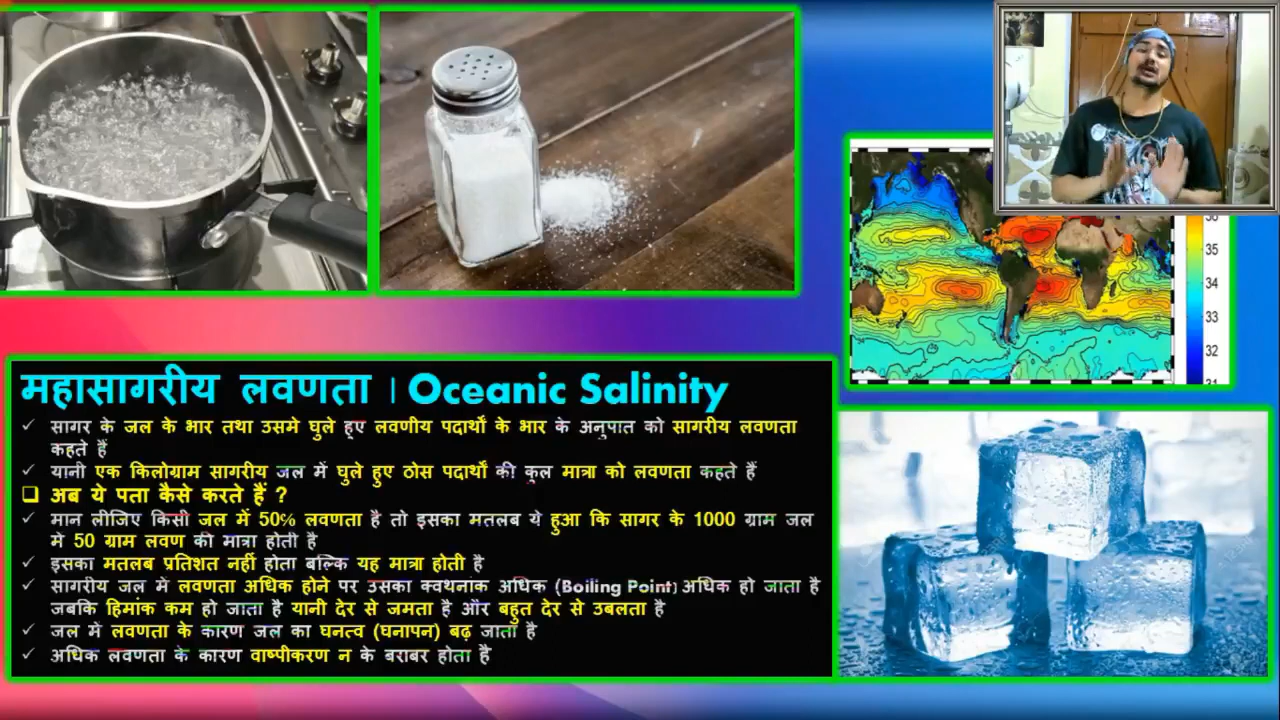 36
35
34
33
32
31
महासागरीय लवणता । Oceanic Salinity
✓ सागर के जल के भार तथा उसमे घुले हूए लवणीय पदार्थों के भार के अनुपात को सागरीय लवणता
कहते हैं
✓ यानी एक किलोग्राम सागरीय जल में घुले हुए ठोस पदार्थों की कुल मात्रा को लवणता कहते हैं
❑ अब ये पता कैसे करते हैं ?
✓ मान लीजिए किसी जल में 50% लवणता है तो इसका मतलब ये हुआ कि सागर के 1000 ग्राम जल
में 50 ग्राम लवण की मात्रा होती है
✓ इसका मतलब प्रतिशत नहीं होता बल्कि यह मात्रा होती है
✓ सागरीय जल में लवणता अधिक होने पर उसका क्वथनांक अधिक (Boiling Point) अधिक हो जाता है
जबकि हिमांक कम हो जाता है यानी देर से जमता है और बहुत देर से उबलता है
✓ जल में लवणता के कारण जल का घनत्व (घनापन) बढ़ जाता है
✓ अधिक लवणता के कारण वाष्पीकरण न के बराबर होता है